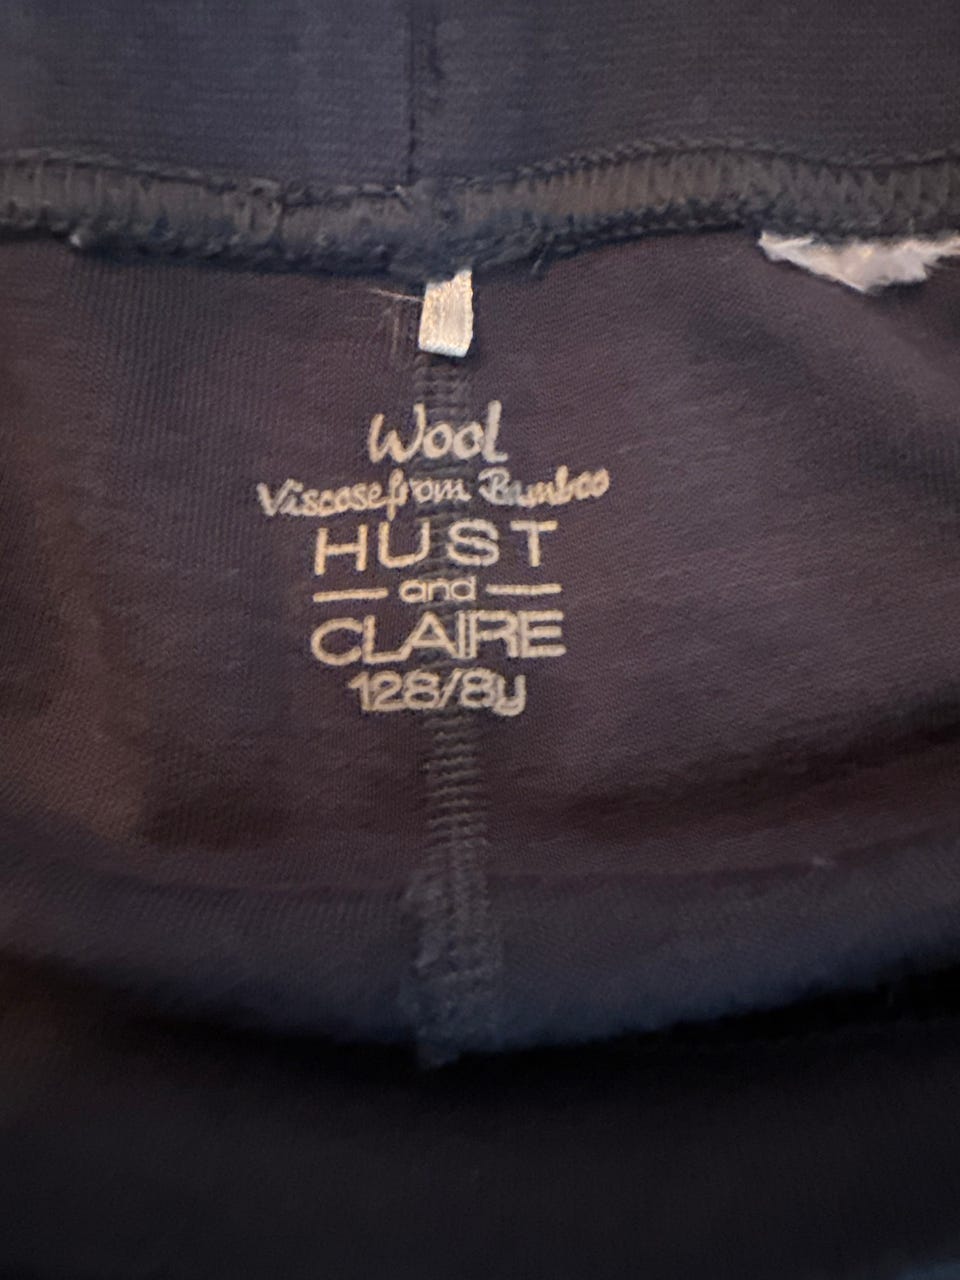 Wool
Viscose from Bamboo
HUST
and
CLAIRE
128/8y